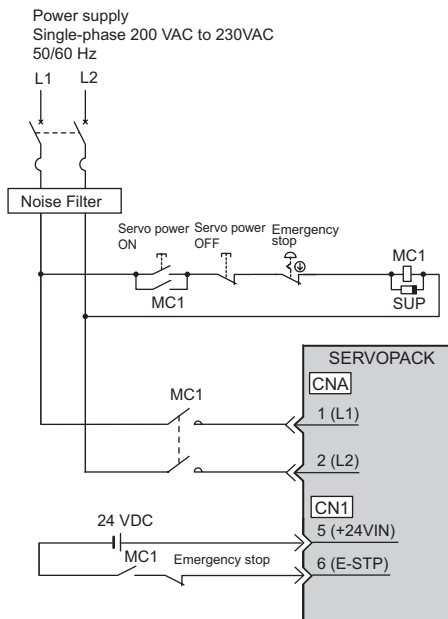 Power supply
Single-phase 200 VAC to 230VAC
50/60 Hz
L1 L2
Noise Filter
Servo power
ON
Servo power
OFF
Emergency
stop
MC1
MC1
SUP
SERVOPACK
CNA
MC1
1 (L1)
2 (L2)
CN1
24 VDC
5 (+24VIN)
MC1
Emergency stop
6 (E-STP)